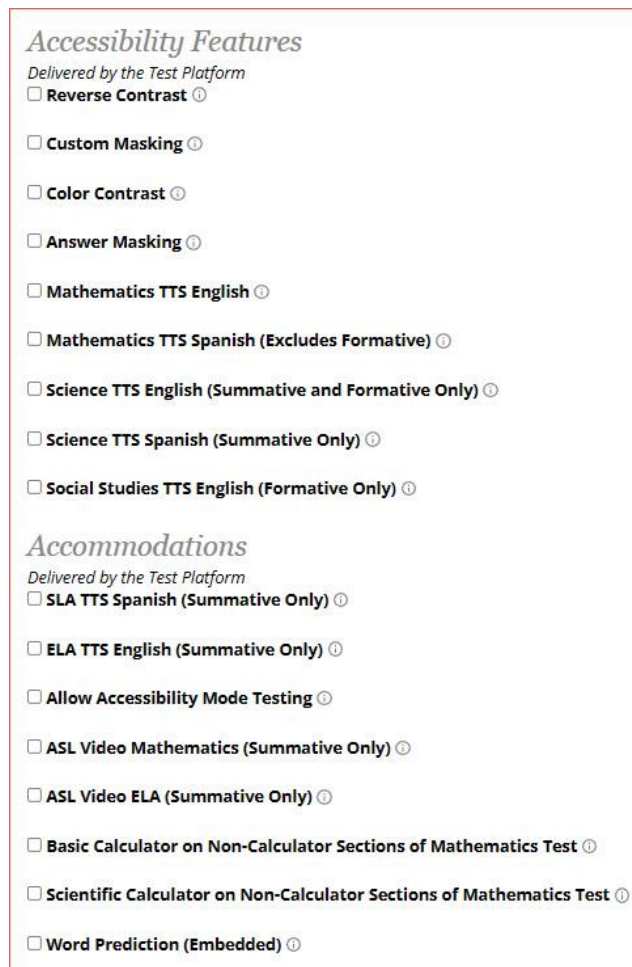 Accessibility Features
Delivered by the Test Platform
Reverse Contrast
Custom Masking
Color Contrast
Answer Masking
Mathematics TTS English
Mathematics TTS Spanish (Excludes Formative)
Science TTS English (Summative and Formative Only)
Science TTS Spanish (Summative Only)
Social Studies TTS English (Formative Only)
Accommodations
Delivered by the Test Platform
SLA TTS Spanish (Summative Only)
ELA TTS English (Summative Only)
Allow Accessibility Mode Testing
ASL Video Mathematics (Summative Only)
ASL Video ELA (Summative Only)
Basic Calculator on Non-Calculator Sections of Mathematics Test
Scientific Calculator on Non-Calculator Sections of Mathematics Test
Word Prediction (Embedded)